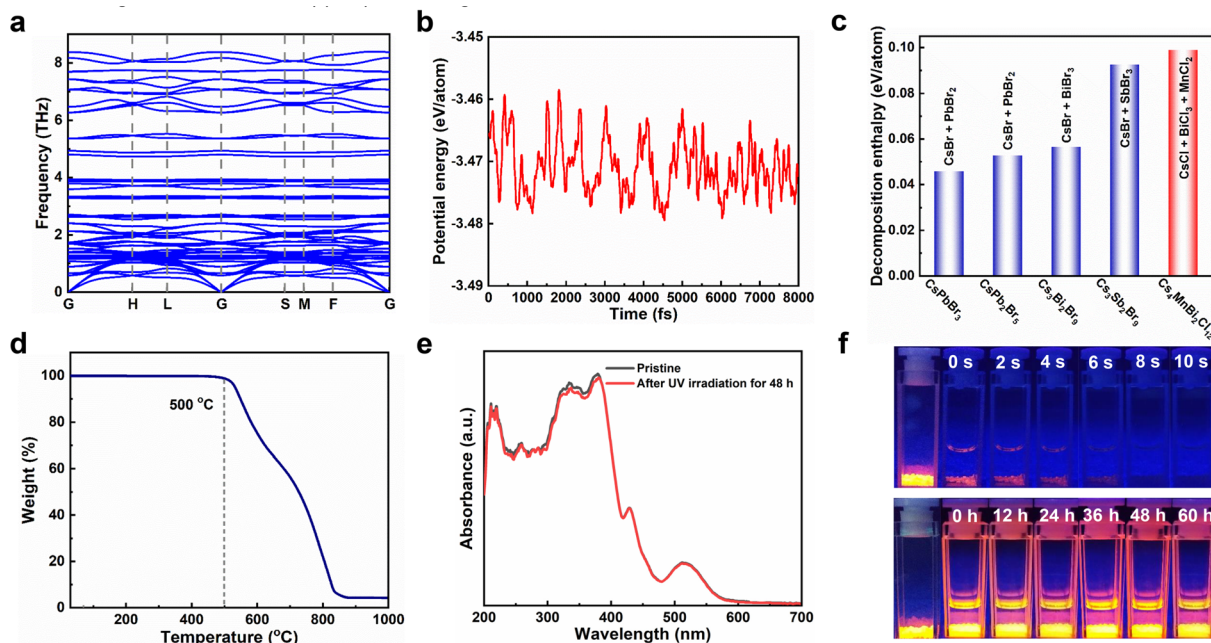 a
Frequency (THz)
8
6
4
2
0
G H L G S M F G
b
Potential energy (eV/atom)
-3.45
-3.46
-3.47
-3.48
-3.49
0 1000 2000 3000 4000 5000 6000 7000 8000
Time (fs)
c
Decomposition enthalpy (eV/atom)
0.10
0.08
0.06
0.04
0.02
0.00
CsBr + PbBr₂
CsBr + PbBr₂
CsBr + BiBr₃
CsBr + SbBr₃
CsCl + BiCl₃ + MnCl₂
CsPbBr₃
CsPb₂Br₅
Cs₃Bi₂Br₉
Cs₃Sb₂Br₉
Cs₄MnBi₂Cl₁₂
d
Weight (%)
100
80
60
40
20
0
500 °C
200 400 600 800 1000
Temperature (°C)
e
Absorbance (a.u.)
Pristine
After UV irradiation for 48 h
200 300 400 500 600 700
Wavelength (nm)
f
0 s 2 s 4 s 6 s 8 s 10 s
0 h 12 h 24 h 36 h 48 h 60 h